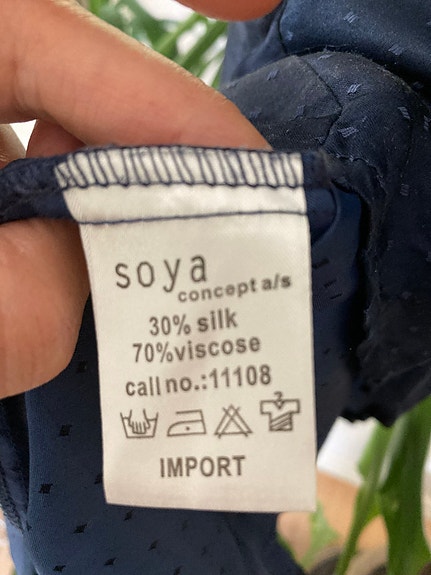 soya
concept a/s
30% silk
70%viscose
call no.:11108
IMPORT